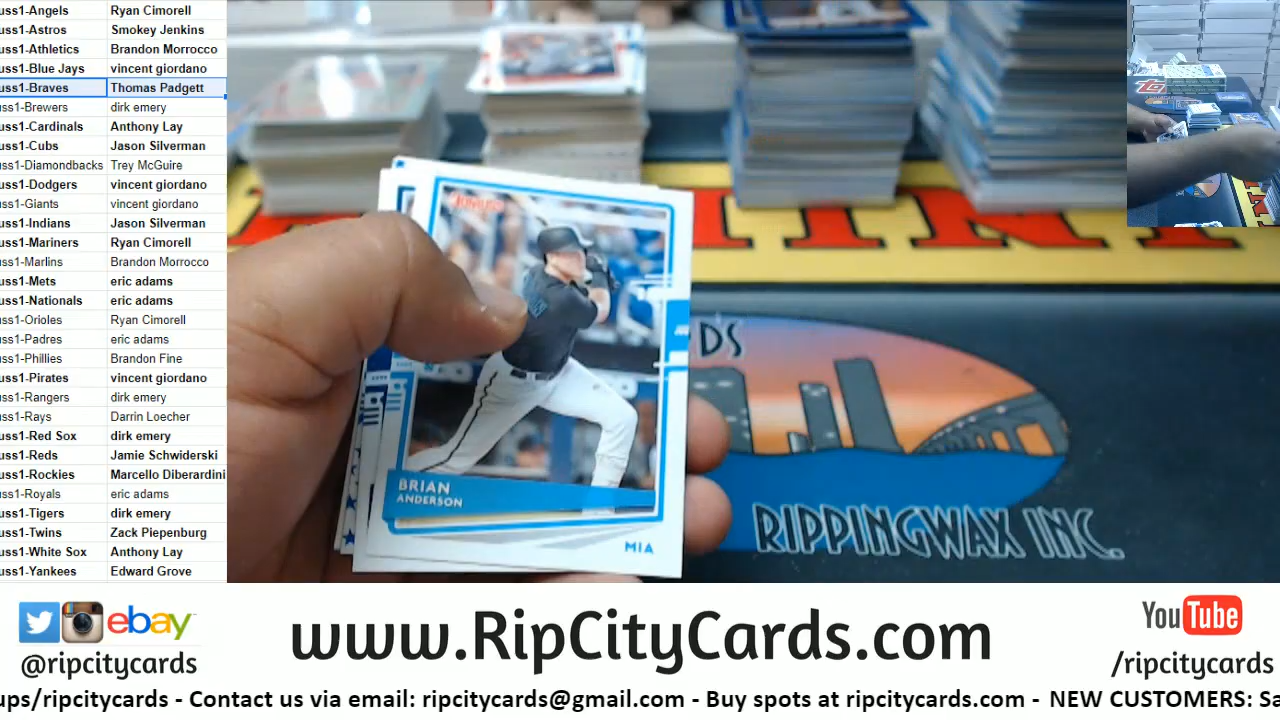 uss1-Angels Ryan Cimorell
uss1-Astros Smokey Jenkins
uss1-Athletics Brandon Morrocco
uss1-Blue Jays vincent giordano
uss1-Braves Thomas Padgett
uss1-Brewers dirk emery
uss1-Cardinals Anthony Lay
uss1-Cubs Jason Silverman
uss1-Diamondbacks Trey McGuire
uss1-Dodgers vincent giordano
uss1-Giants vincent giordano
uss1-Indians Jason Silverman
uss1-Mariners Ryan Cimorell
uss1-Marlins Brandon Morrocco
uss1-Mets eric adams
uss1-Nationals eric adams
uss1-Orioles Ryan Cimorell
uss1-Padres eric adams
uss1-Phillies Brandon Fine
uss1-Pirates vincent giordano
uss1-Rangers dirk emery
uss1-Rays Darrin Loecher
uss1-Red Sox dirk emery
uss1-Reds Jamie Schwiderski
uss1-Rockies Marcello Diberardini
uss1-Royals eric adams
uss1-Tigers dirk emery
uss1-Twins Zack Piepenburg
uss1-White Sox Anthony Lay
uss1-Yankees Edward Grove
Donruss
BRIAN
ANDERSON
MIA
DS
RIPPINGWAX INC.
ebay
@ripcitycards
www.RipCityCards.com
YouTube
/ripcitycards
ups/ripcitycards - Contact us via email: ripcitycards@gmail.com - Buy spots at ripcitycards.com - NEW CUSTOMERS: Sa